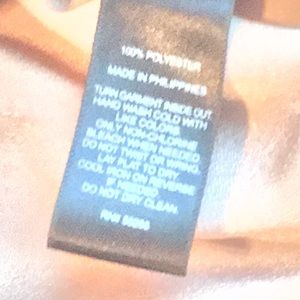 100% POLYESTER
MADE IN PHILIPPINES
TURN GARMENT INSIDE OUT
HAND WASH COLD WITH
LIKE COLORS.
ONLY NON-CHLORINE
BLEACH WHEN NEEDED.
DO NOT TWIST OR WRING.
LAY FLAT TO DRY.
COOL IRON ON REVERSE
IF NEEDED.
DO NOT DRY CLEAN.
RN#